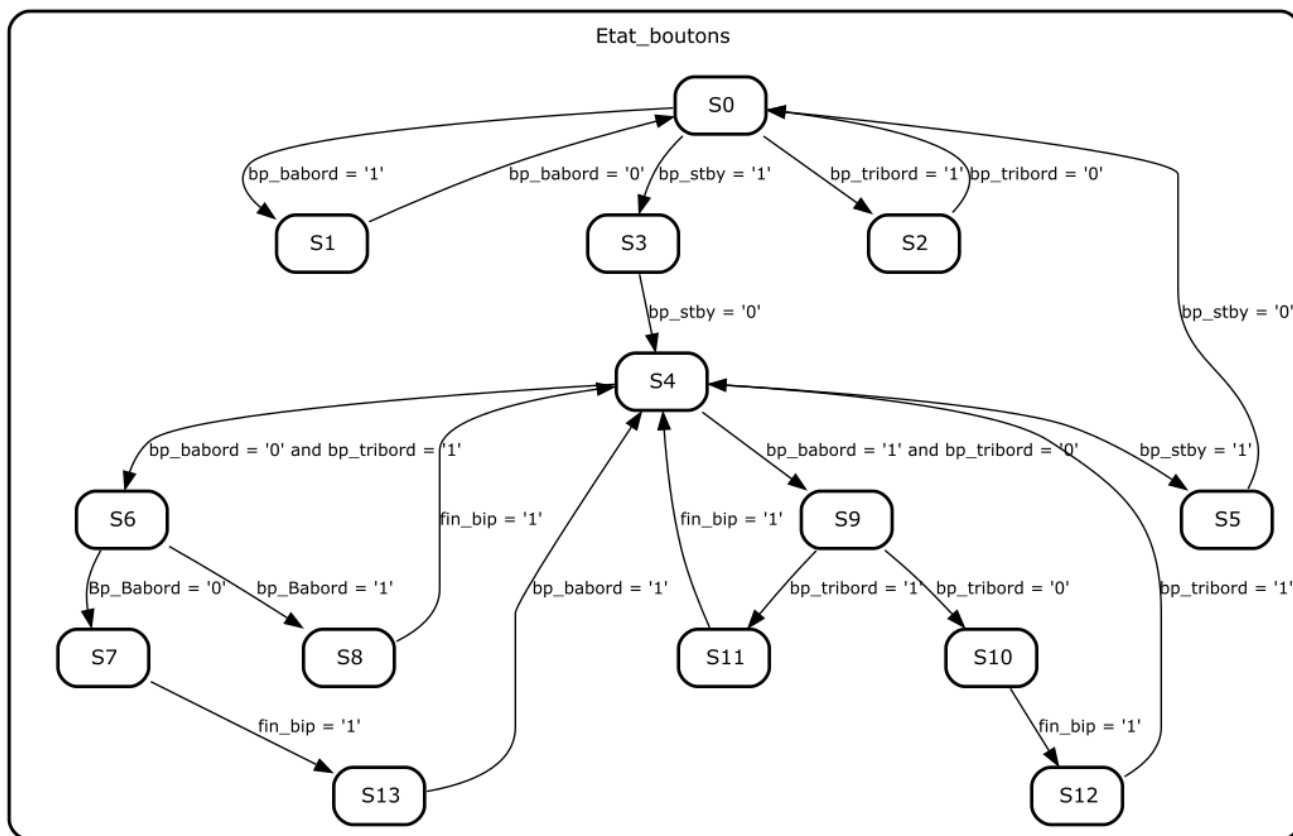 Etat_boutons
S0
bp_babord = '1'
bp_babord = '0'
bp_stby = '1'
bp_tribord = '1'
bp_tribord = '0'
S1
S3
S2
bp_stby = '0'
bp_stby = '0'
S4
bp_babord = '0' and bp_tribord = '1'
bp_babord = '1' and bp_tribord = '0'
bp_stby = '1'
S6
fin_bip = '1'
fin_bip = '1'
S9
S5
Bp_Babord = '0'
bp_Babord = '1'
bp_babord = '1'
bp_tribord = '1'
bp_tribord = '0'
bp_tribord = '1'
S7
S8
S11
S10
fin_bip = '1'
fin_bip = '1'
S13
S12